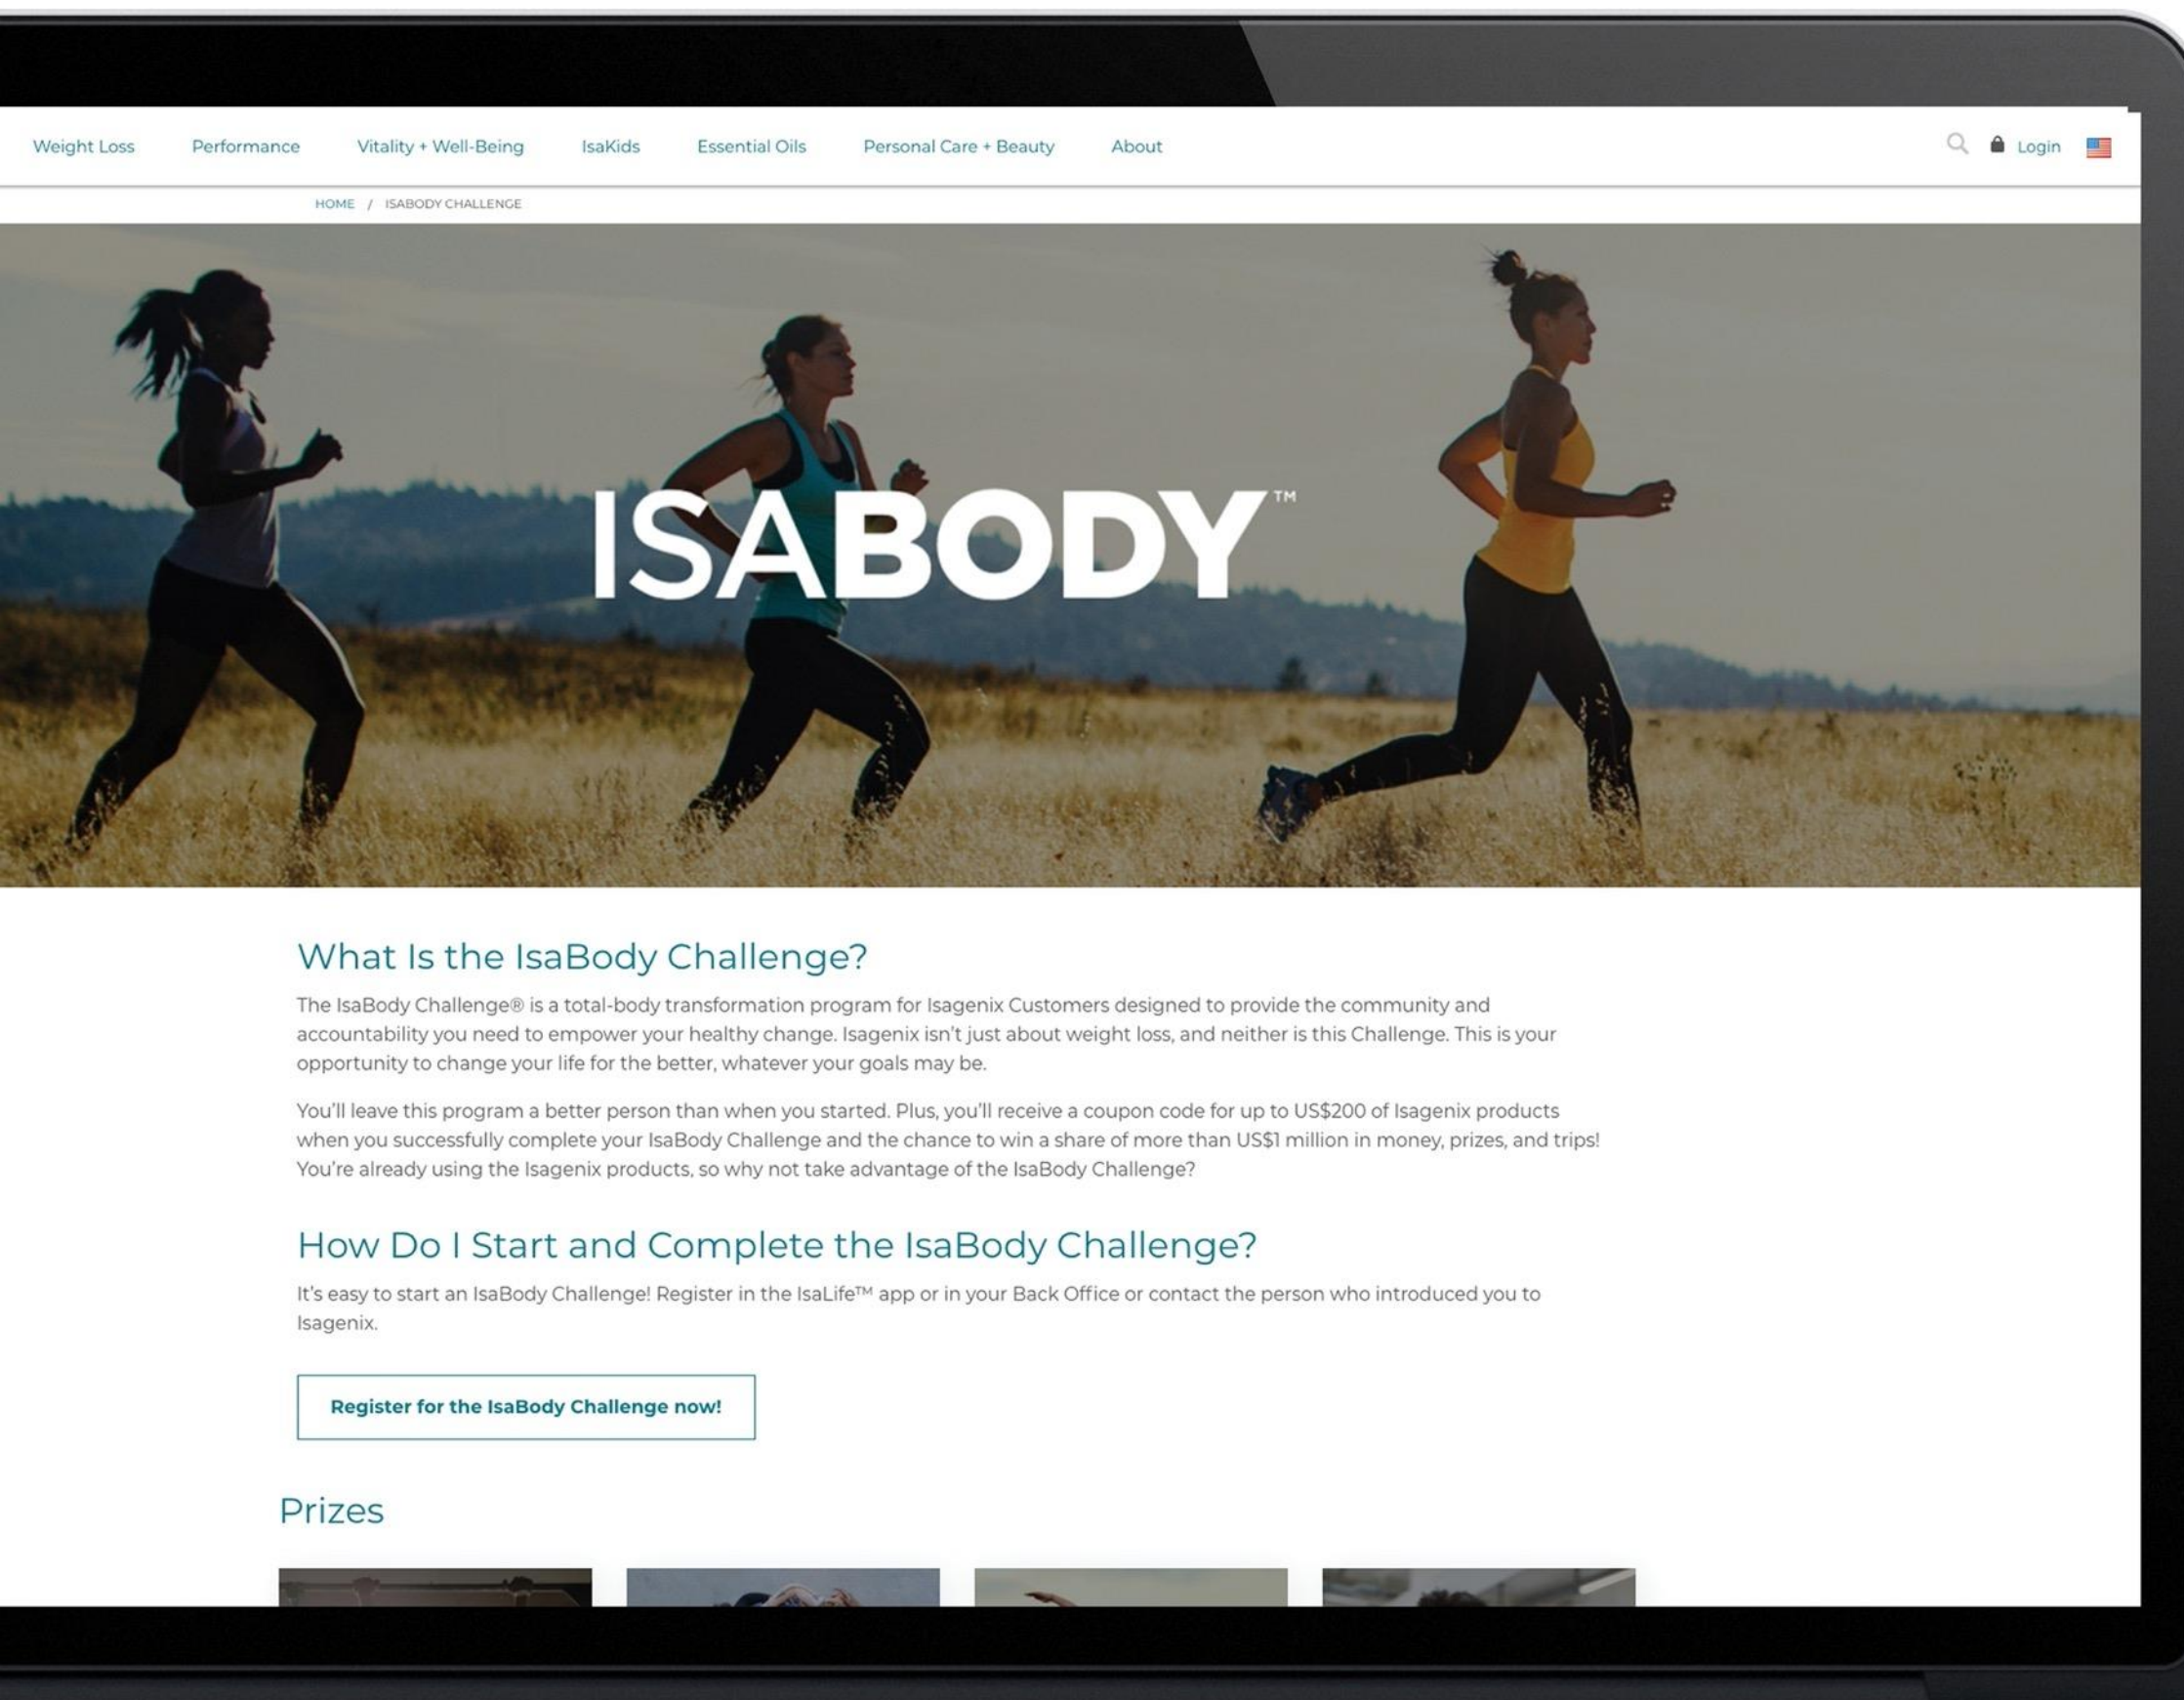 Weight Loss Performance Vitality + Well-Being IsaKids Essential Oils Personal Care + Beauty About Login
HOME / ISABODY CHALLENGE
ISABODY™
What Is the IsaBody Challenge?
The IsaBody Challenge® is a total-body transformation program for Isagenix Customers designed to provide the community and
accountability you need to empower your healthy change. Isagenix isn't just about weight loss, and neither is this Challenge. This is your
opportunity to change your life for the better, whatever your goals may be.
You'll leave this program a better person than when you started. Plus, you'll receive a coupon code for up to US$200 of Isagenix products
when you successfully complete your IsaBody Challenge and the chance to win a share of more than US$1 million in money, prizes, and trips!
You're already using the Isagenix products, so why not take advantage of the IsaBody Challenge?
How Do I Start and Complete the IsaBody Challenge?
It's easy to start an IsaBody Challenge! Register in the IsaLife™ app or in your Back Office or contact the person who introduced you to
Isagenix.
Register for the IsaBody Challenge now!
Prizes